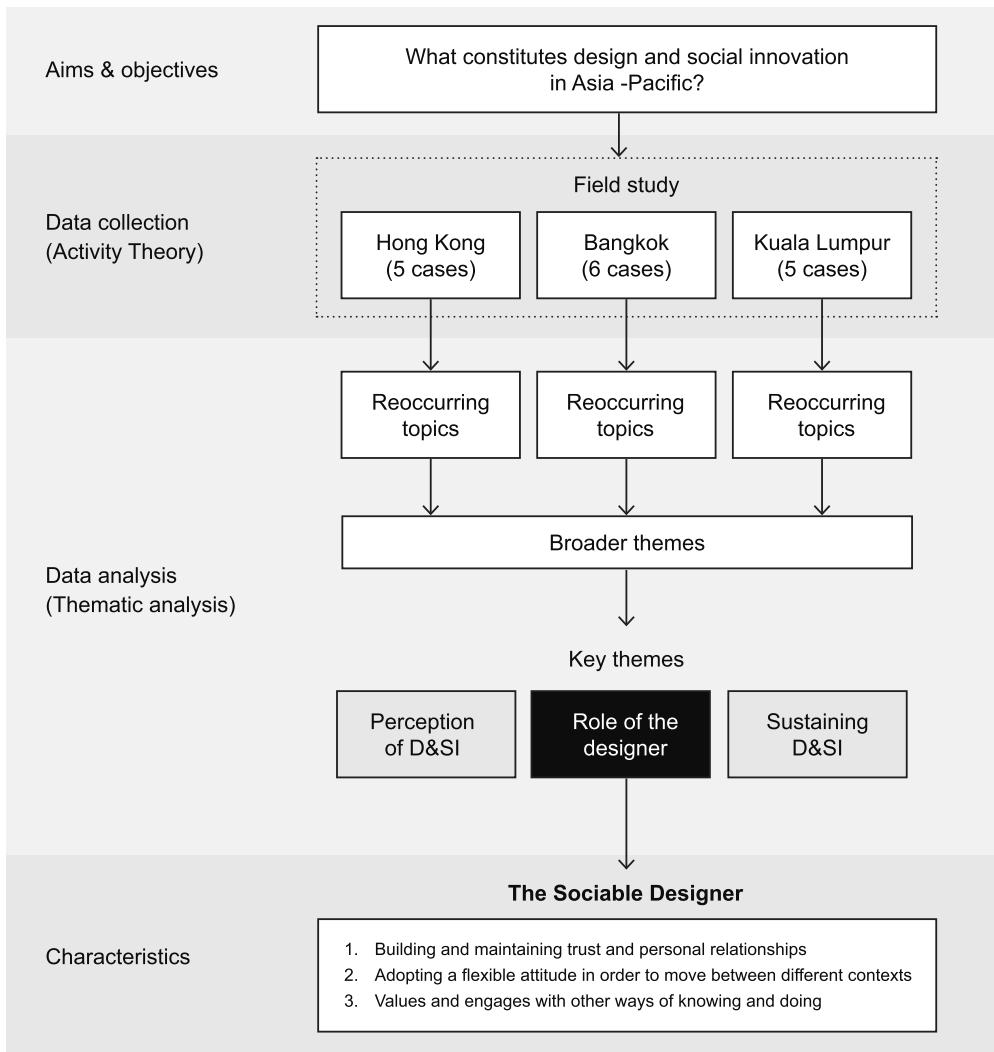 Aims & objectives
What constitutes design and social innovation
in Asia -Pacific?
Data collection
(Activity Theory)
Field study
Hong Kong
(5 cases)
Bangkok
(6 cases)
Kuala Lumpur
(5 cases)
Reoccurring
topics
Reoccurring
topics
Reoccurring
topics
Broader themes
Data analysis
(Thematic analysis)
Key themes
Perception
of D&SI
Role of the
designer
Sustaining
D&SI
The Sociable Designer
Characteristics
1. Building and maintaining trust and personal relationships
2. Adopting a flexible attitude in order to move between different contexts
3. Values and engages with other ways of knowing and doing